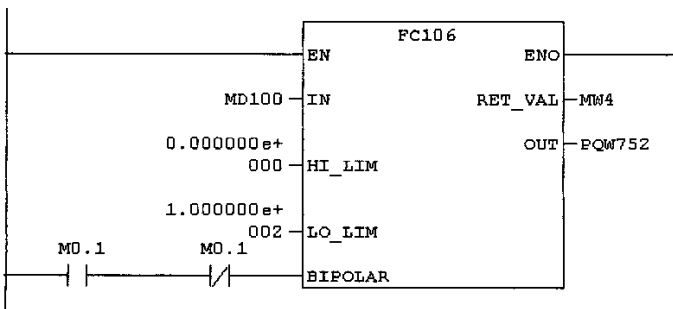 FC106
EN ENO
MD100 IN RET_VAL MW4
0.000000e+ OUT PQW752
000 HI_LIM
1.000000e+
002 LO_LIM
M0.1 M0.1
BIPOLAR